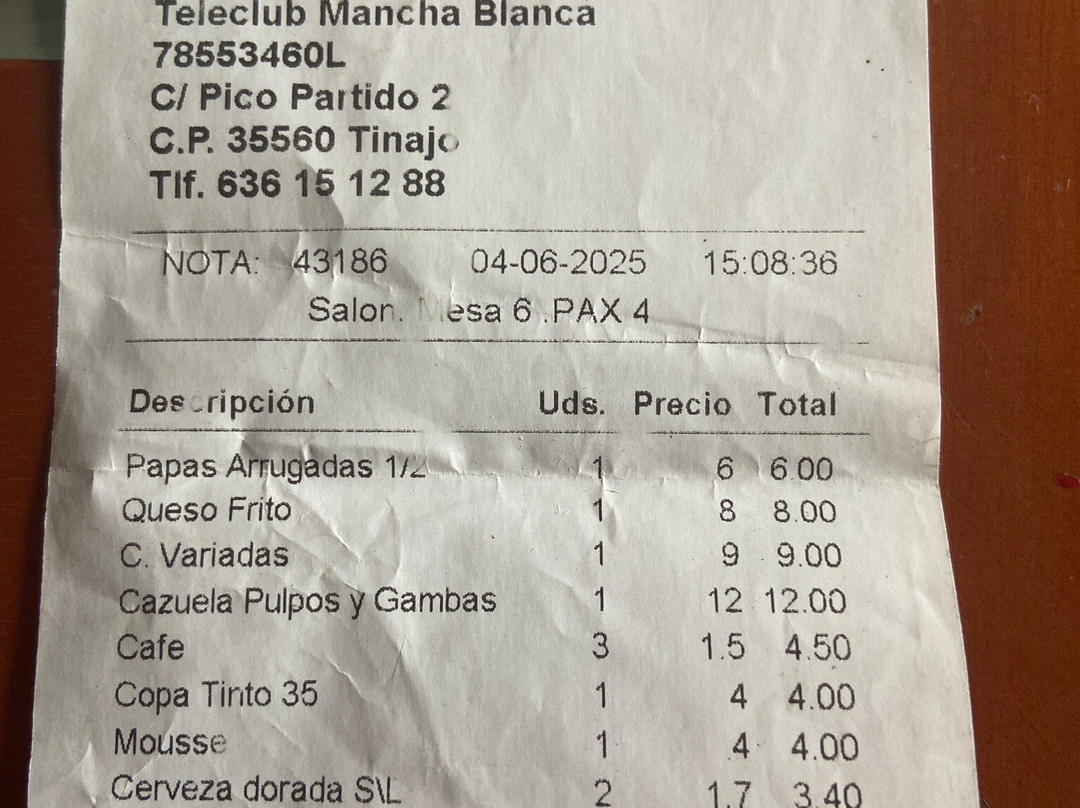 Teleclub Mancha Blanca
78553460L
C/ Pico Partido 2
C.P. 35560 Tinajo
Tlf. 636 15 12 88
NOTA: 43186 04-06-2025 15:08:36
Salon. Mesa 6 .PAX 4
Descripción Uds. Precio Total
Papas Arrugadas 1/2 1 6 6.00
Queso Frito 1 8 8.00
C. Variadas 1 9 9.00
Cazuela Pulpos y Gambas 1 12 12.00
Cafe 3 1.5 4.50
Copa Tinto 35 1 4 4.00
Mousse 1 4 4.00
Cerveza dorada S\L 2 1.7 3.40